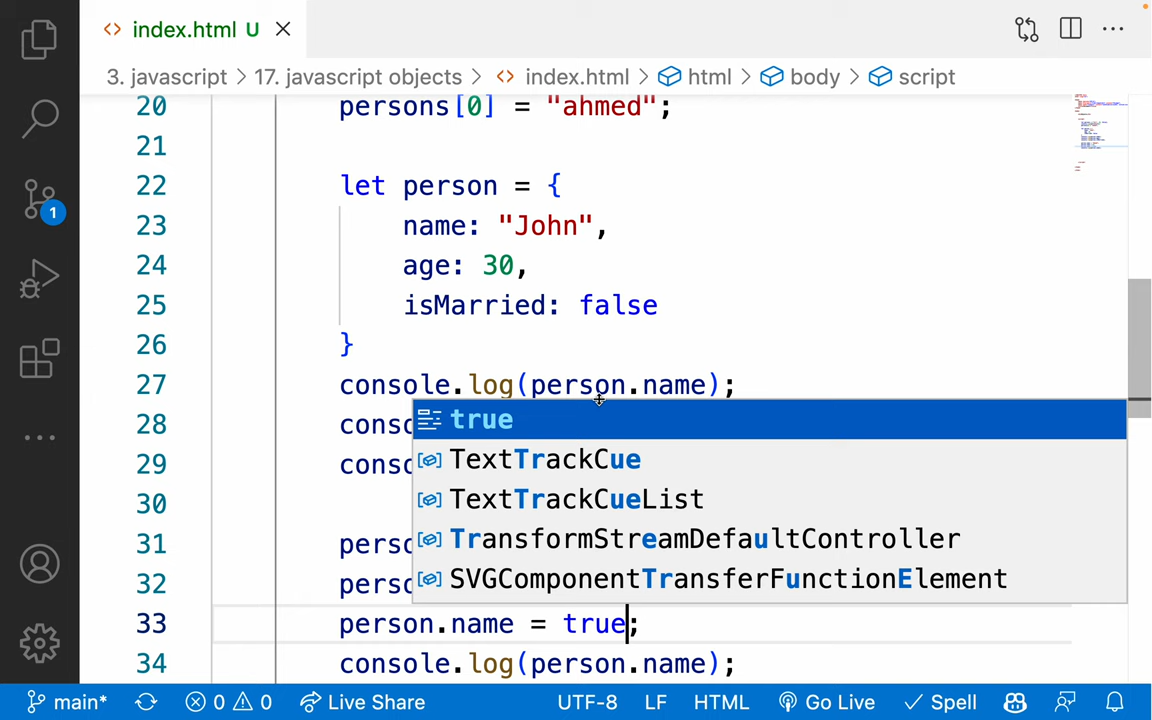 index.html U
3. javascript > 17. javascript objects > index.html > html > body > script
20 persons[0] = "ahmed";
21
22 let person = {
23 name: "John",
24 age: 30,
25 isMarried: false
26 }
27 console.log(person.name);
28 conso
29 conso
30
31 perso
32 perso
33 person.name = true;
34 console.log(person.name);
true
TextTrackCue
TextTrackCueList
TransformStreamDefaultController
SVGComponentTransferFunctionElement
1
main* 0 0 Live Share UTF-8 LF HTML Go Live Spell